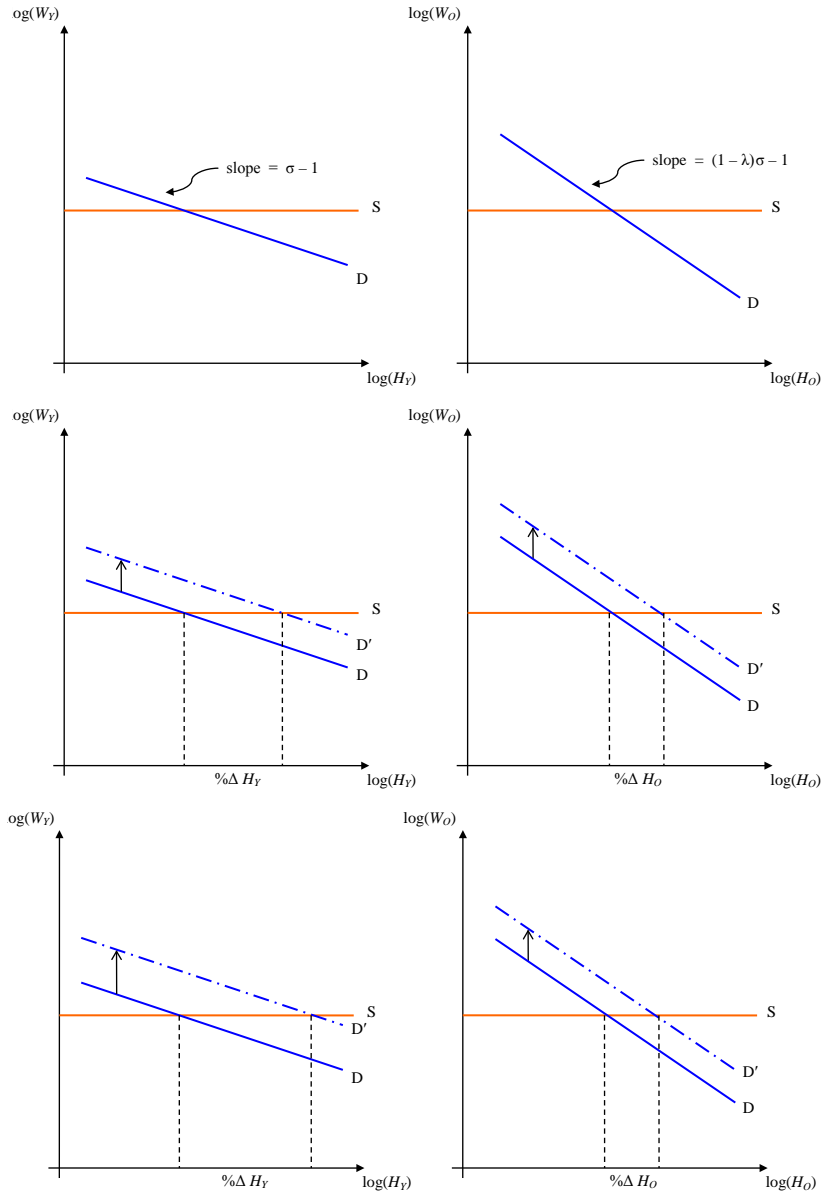 og(W_Y)
log(W_O)
slope = σ – 1
slope = (1 – λ)σ – 1
S
S
D
D
log(H_Y)
log(H_O)
og(W_Y)
log(W_O)
S
S
D′
D′
D
D
%Δ H_Y
log(H_Y)
%Δ H_O
log(H_O)
og(W_Y)
log(W_O)
S
S
D′
D′
D
D
%Δ H_Y
log(H_Y)
%Δ H_O
log(H_O)